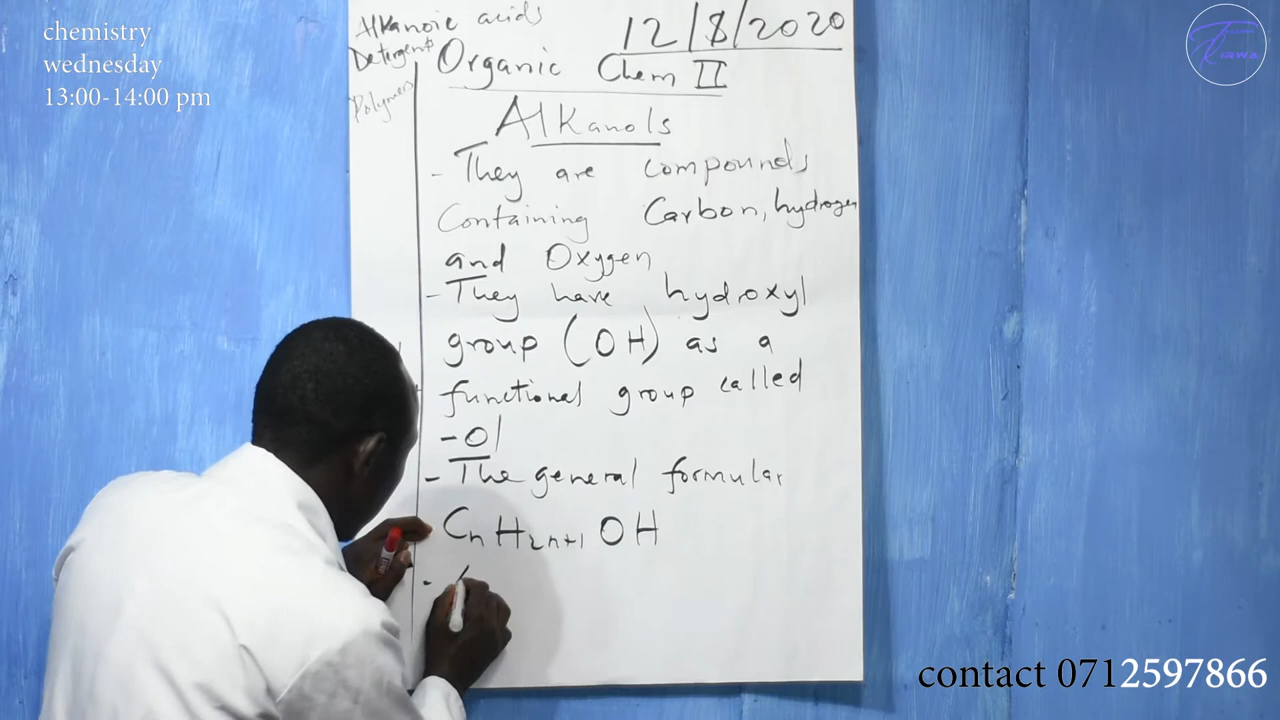 chemistry
wednesday
13:00-14:00 pm
Alkanoic acids
Detergents
Polymers
12/8/2020
Organic Chem II
Alkanols
- They are compounds
Containing Carbon, hydrogen
and Oxygen
- They have hydroxyl
group (OH) as a
functional group called
-ol
- The general formular
CnH2n+1OH
-
contact 0712597866